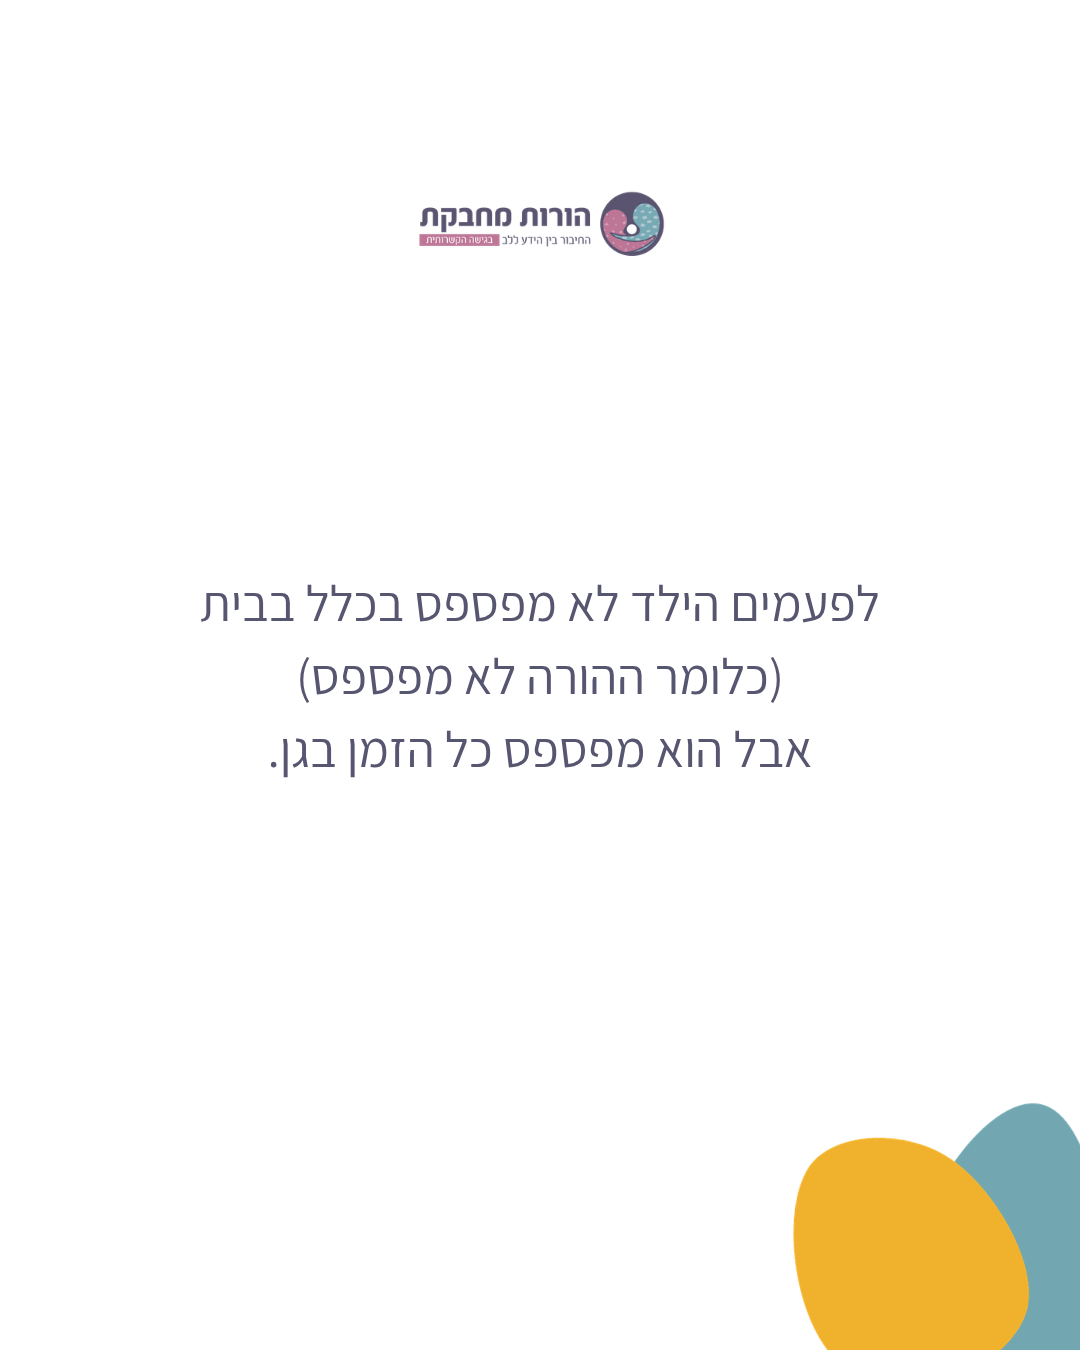 הורות מחבקת
החיבור בין הידע ללב בגישה הקשרותית
לפעמים הילד לא מפספס בכלל בבית
(כלומר ההורה לא מפספס)
אבל הוא מפספס כל הזמן בגן.